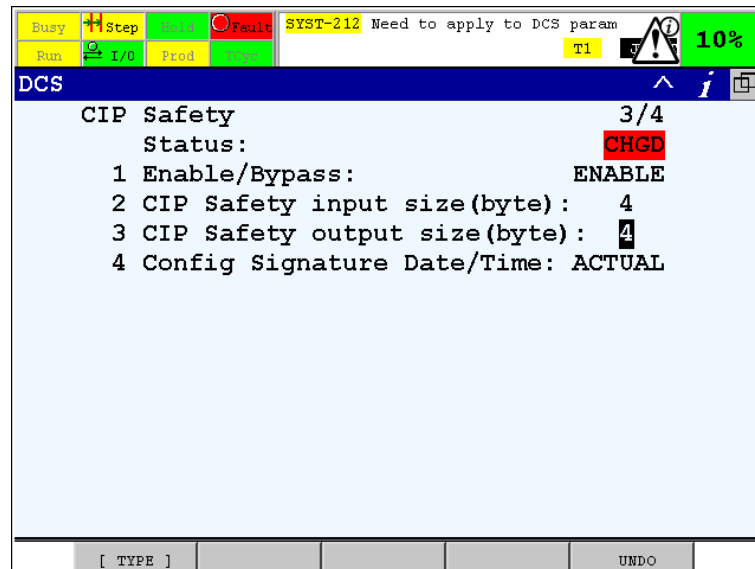 Busy Step Hold Fault SYST-212 Need to apply to DCS param
Run I/O Prod TCyc T1 10%
DCS
CIP Safety 3/4
Status: CHGD
1 Enable/Bypass: ENABLE
2 CIP Safety input size(byte): 4
3 CIP Safety output size(byte): 4
4 Config Signature Date/Time: ACTUAL
[ TYPE ] UNDO